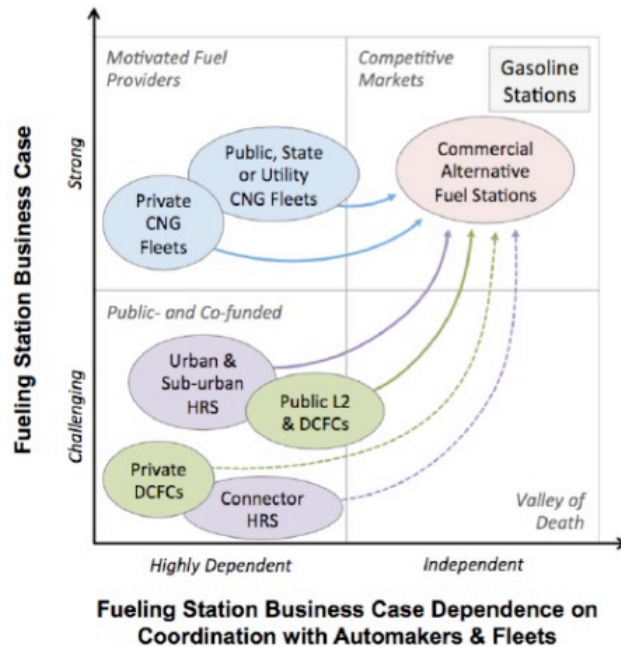 Motivated Fuel
Providers
Competitive
Markets
Gasoline
Stations
Public, State
or Utility
CNG Fleets
Private
CNG
Fleets
Commercial
Alternative
Fuel Stations
Public- and Co-funded
Urban &
Sub-urban
HRS
Public L2
& DCFCs
Private
DCFCs
Connector
HRS
Valley of
Death
Fueling Station Business Case
Strong
Challenging
Highly Dependent
Independent
Fueling Station Business Case Dependence on
Coordination with Automakers & Fleets